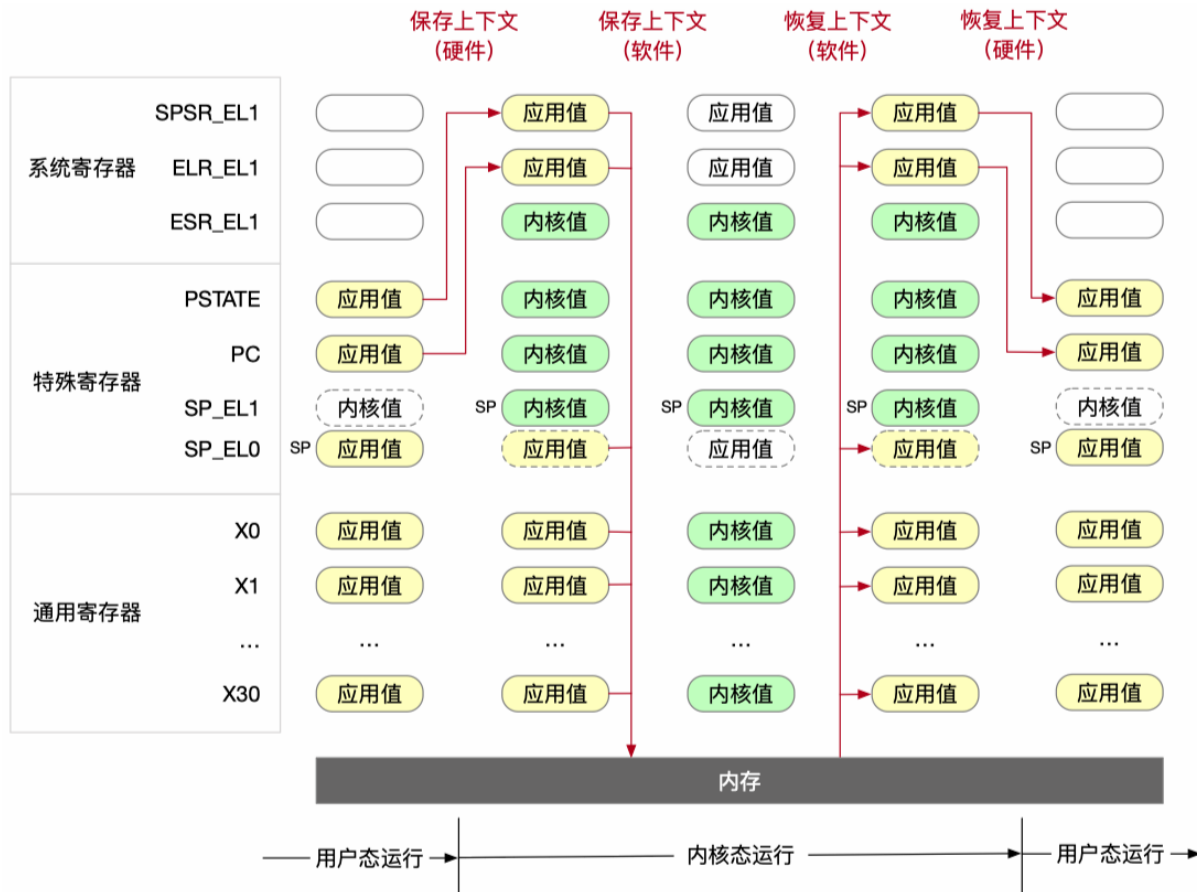 保存上下文 保存上下文 恢复上下文 恢复上下文
（硬件） （软件） （软件） （硬件）
系统寄存器
SPSR_EL1 应用值 应用值 应用值
ELR_EL1 应用值 应用值 应用值
ESR_EL1 内核值 内核值 内核值
特殊寄存器
PSTATE 应用值 内核值 内核值 内核值 应用值
PC 应用值 内核值 内核值 内核值 应用值
SP_EL1 内核值 SP 内核值 SP 内核值 SP 内核值 内核值
SP_EL0 SP 应用值 应用值 应用值 应用值 SP 应用值
通用寄存器
X0 应用值 应用值 内核值 应用值 应用值
X1 应用值 应用值 内核值 应用值 应用值
... ... ... ... ... ...
X30 应用值 应用值 内核值 应用值 应用值
内存
用户态运行 内核态运行 用户态运行